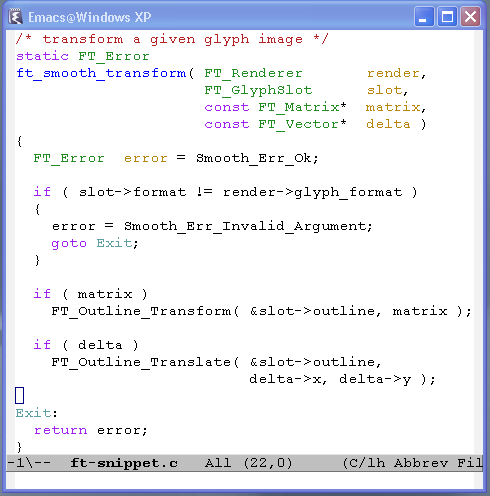 Emacs@Windows XP
/* transform a given glyph image */
static FT_Error
ft_smooth_transform( FT_Renderer       render,
                     FT_GlyphSlot      slot,
                     const FT_Matrix*  matrix,
                     const FT_Vector*  delta )
{
  FT_Error  error = Smooth_Err_Ok;

  if ( slot->format != render->glyph_format )
  {
    error = Smooth_Err_Invalid_Argument;
    goto Exit;
  }

  if ( matrix )
    FT_Outline_Transform( &slot->outline, matrix );

  if ( delta )
    FT_Outline_Translate( &slot->outline,
                          delta->x, delta->y );

Exit:
  return error;
}
-1\--  ft-snippet.c   All (22,0)     (C/lh Abbrev Fil